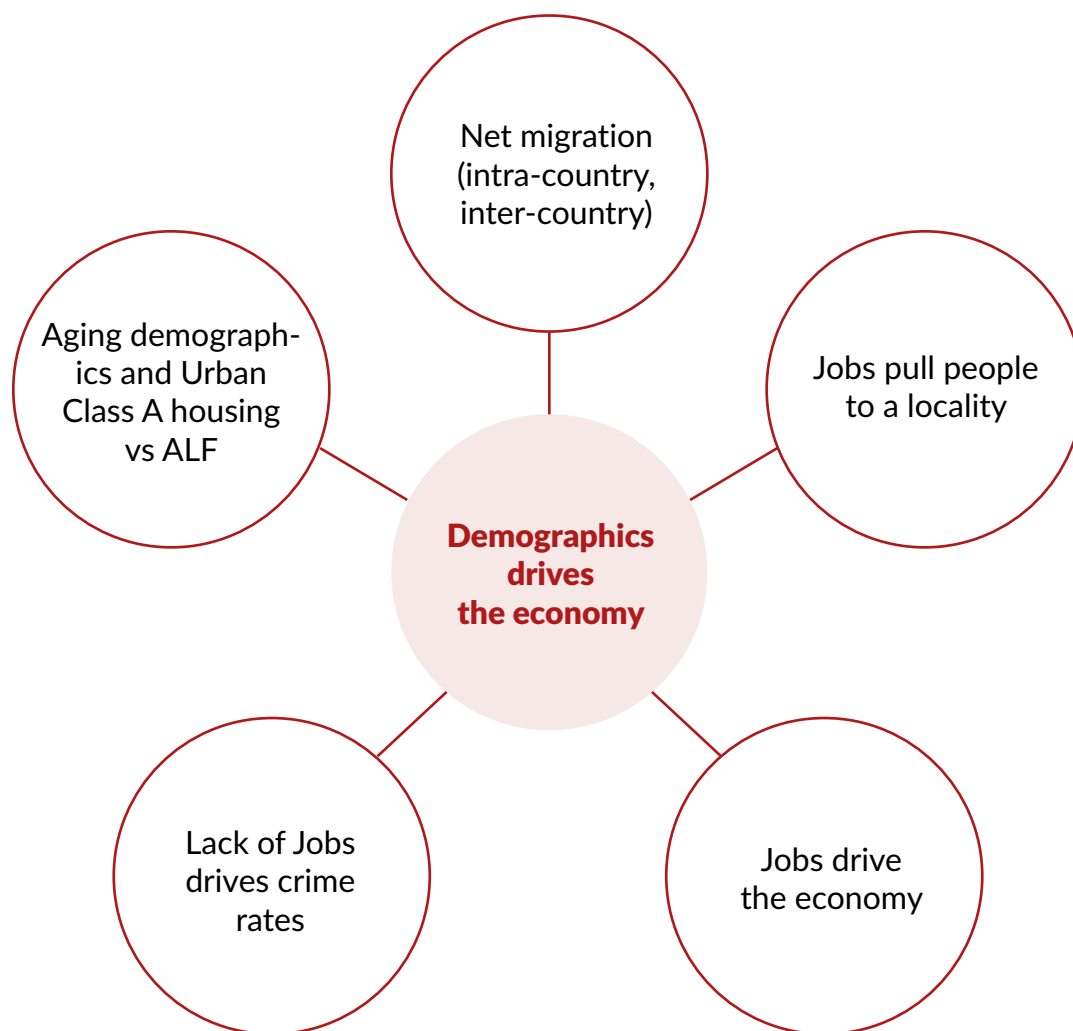 Net migration
(intra-country,
inter-country)
Aging demograph-
ics and Urban
Class A housing
vs ALF
Jobs pull people
to a locality
Demographics
drives
the economy
Lack of Jobs
drives crime
rates
Jobs drive
the economy